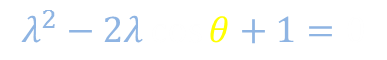 λ² − 2λ θ + 1 =